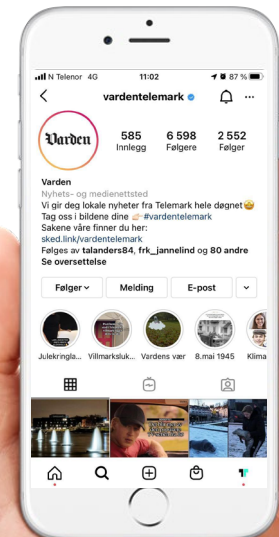 N Telenor 4G 11:02 87 %
vardentelemark
Varden
585 6 598 2 552
Innlegg Følgere Følger
Varden
Nyhets- og medienettsted
Vi gir deg lokale nyheter fra Telemark hele døgnet🤩
Tag oss i bildene dine 👉🏻#vardentelemark
Sakene våre finner du her:
sked.link/vardentelemark
Følges av talanders84, frk_jannelind og 80 andre
Se oversettelse
Følger Melding E-post
Julekringla... Villmarksluk... Vardens vær 8.mai 1945 Klima